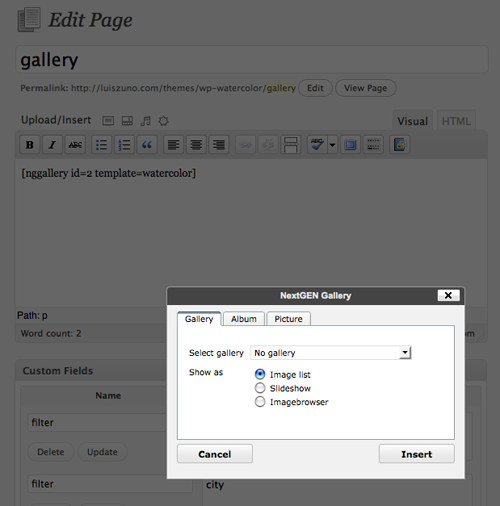 Edit Page
gallery
Permalink: http://luiszuno.com/themes/wp-watercolor/gallery Edit View Page
Upload/Insert Visual HTML
B I ABC
[nggallery id=2 template=watercolor]
Path: p
Word count: 2
NextGEN Gallery
Gallery Album Picture
Select gallery No gallery
Show as Image list
Slideshow
Imagebrowser
Cancel Insert
Custom Fields
Name
filter
Delete Update
filter city